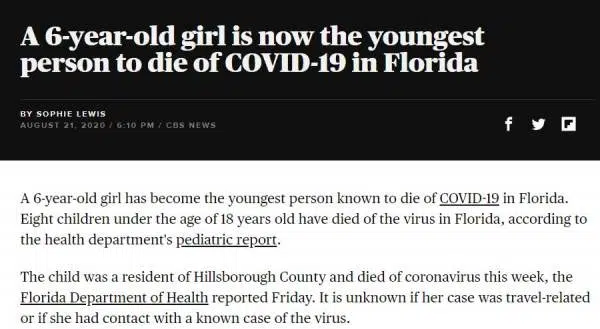 A 6-year-old girl is now the youngest
person to die of COVID-19 in Florida
BY SOPHIE LEWIS
AUGUST 21, 2020 / 6:10 PM / CBS NEWS
A 6-year-old girl has become the youngest person known to die of COVID-19 in Florida.
Eight children under the age of 18 years old have died of the virus in Florida, according to
the health department's pediatric report.
The child was a resident of Hillsborough County and died of coronavirus this week, the
Florida Department of Health reported Friday. It is unknown if her case was travel-related
or if she had contact with a known case of the virus.